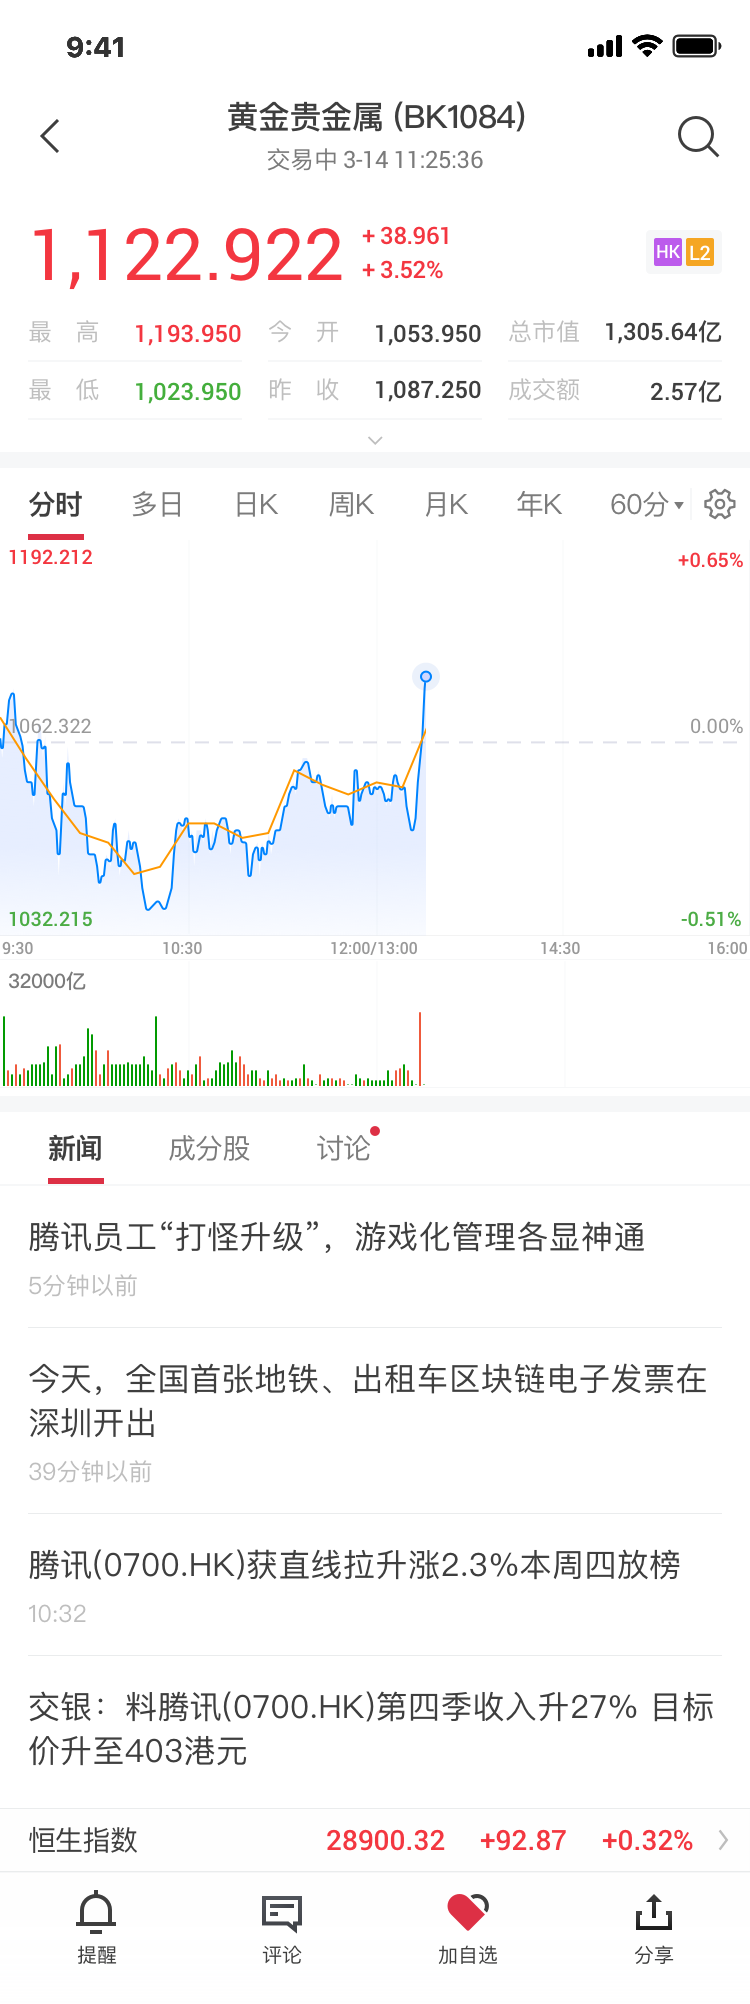 9:41
黄金贵金属 (BK1084)
交易中 3-14 11:25:36
1,122.922
+ 38.961
+ 3.52%
HK L2
最高 1,193.950 今开 1,053.950 总市值 1,305.64亿
最低 1,023.950 昨收 1,087.250 成交额 2.57亿
分时 多日 日K 周K 月K 年K 60分
1192.212 +0.65%
1062.322 0.00%
1032.215 -0.51%
9:30 10:30 12:00/13:00 14:30 16:00
32000亿
新闻 成分股 讨论
腾讯员工“打怪升级”，游戏化管理各显神通
5分钟以前
今天，全国首张地铁、出租车区块链电子发票在
深圳开出
39分钟以前
腾讯(0700.HK)获直线拉升涨2.3%本周四放榜
10:32
交银：料腾讯(0700.HK)第四季收入升27% 目标
价升至403港元
恒生指数 28900.32 +92.87 +0.32%
提醒 评论 加自选 分享